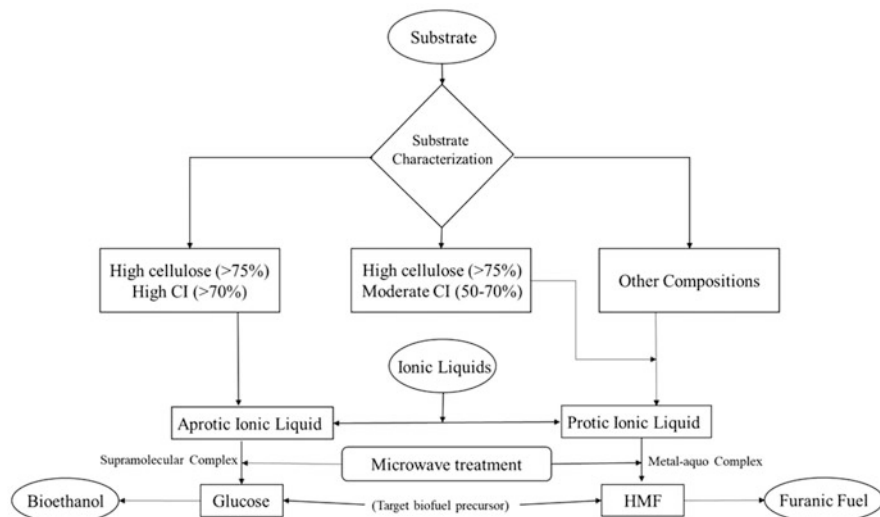 Substrate
Substrate
Characterization
High cellulose (>75%)
High CI (>70%)
High cellulose (>75%)
Moderate CI (50-70%)
Other Compositions
Ionic Liquids
Aprotic Ionic Liquid
Protic Ionic Liquid
Supramolecular Complex
Microwave treatment
Metal-aquo Complex
Bioethanol
Glucose
(Target biofuel precursor)
HMF
Furanic Fuel